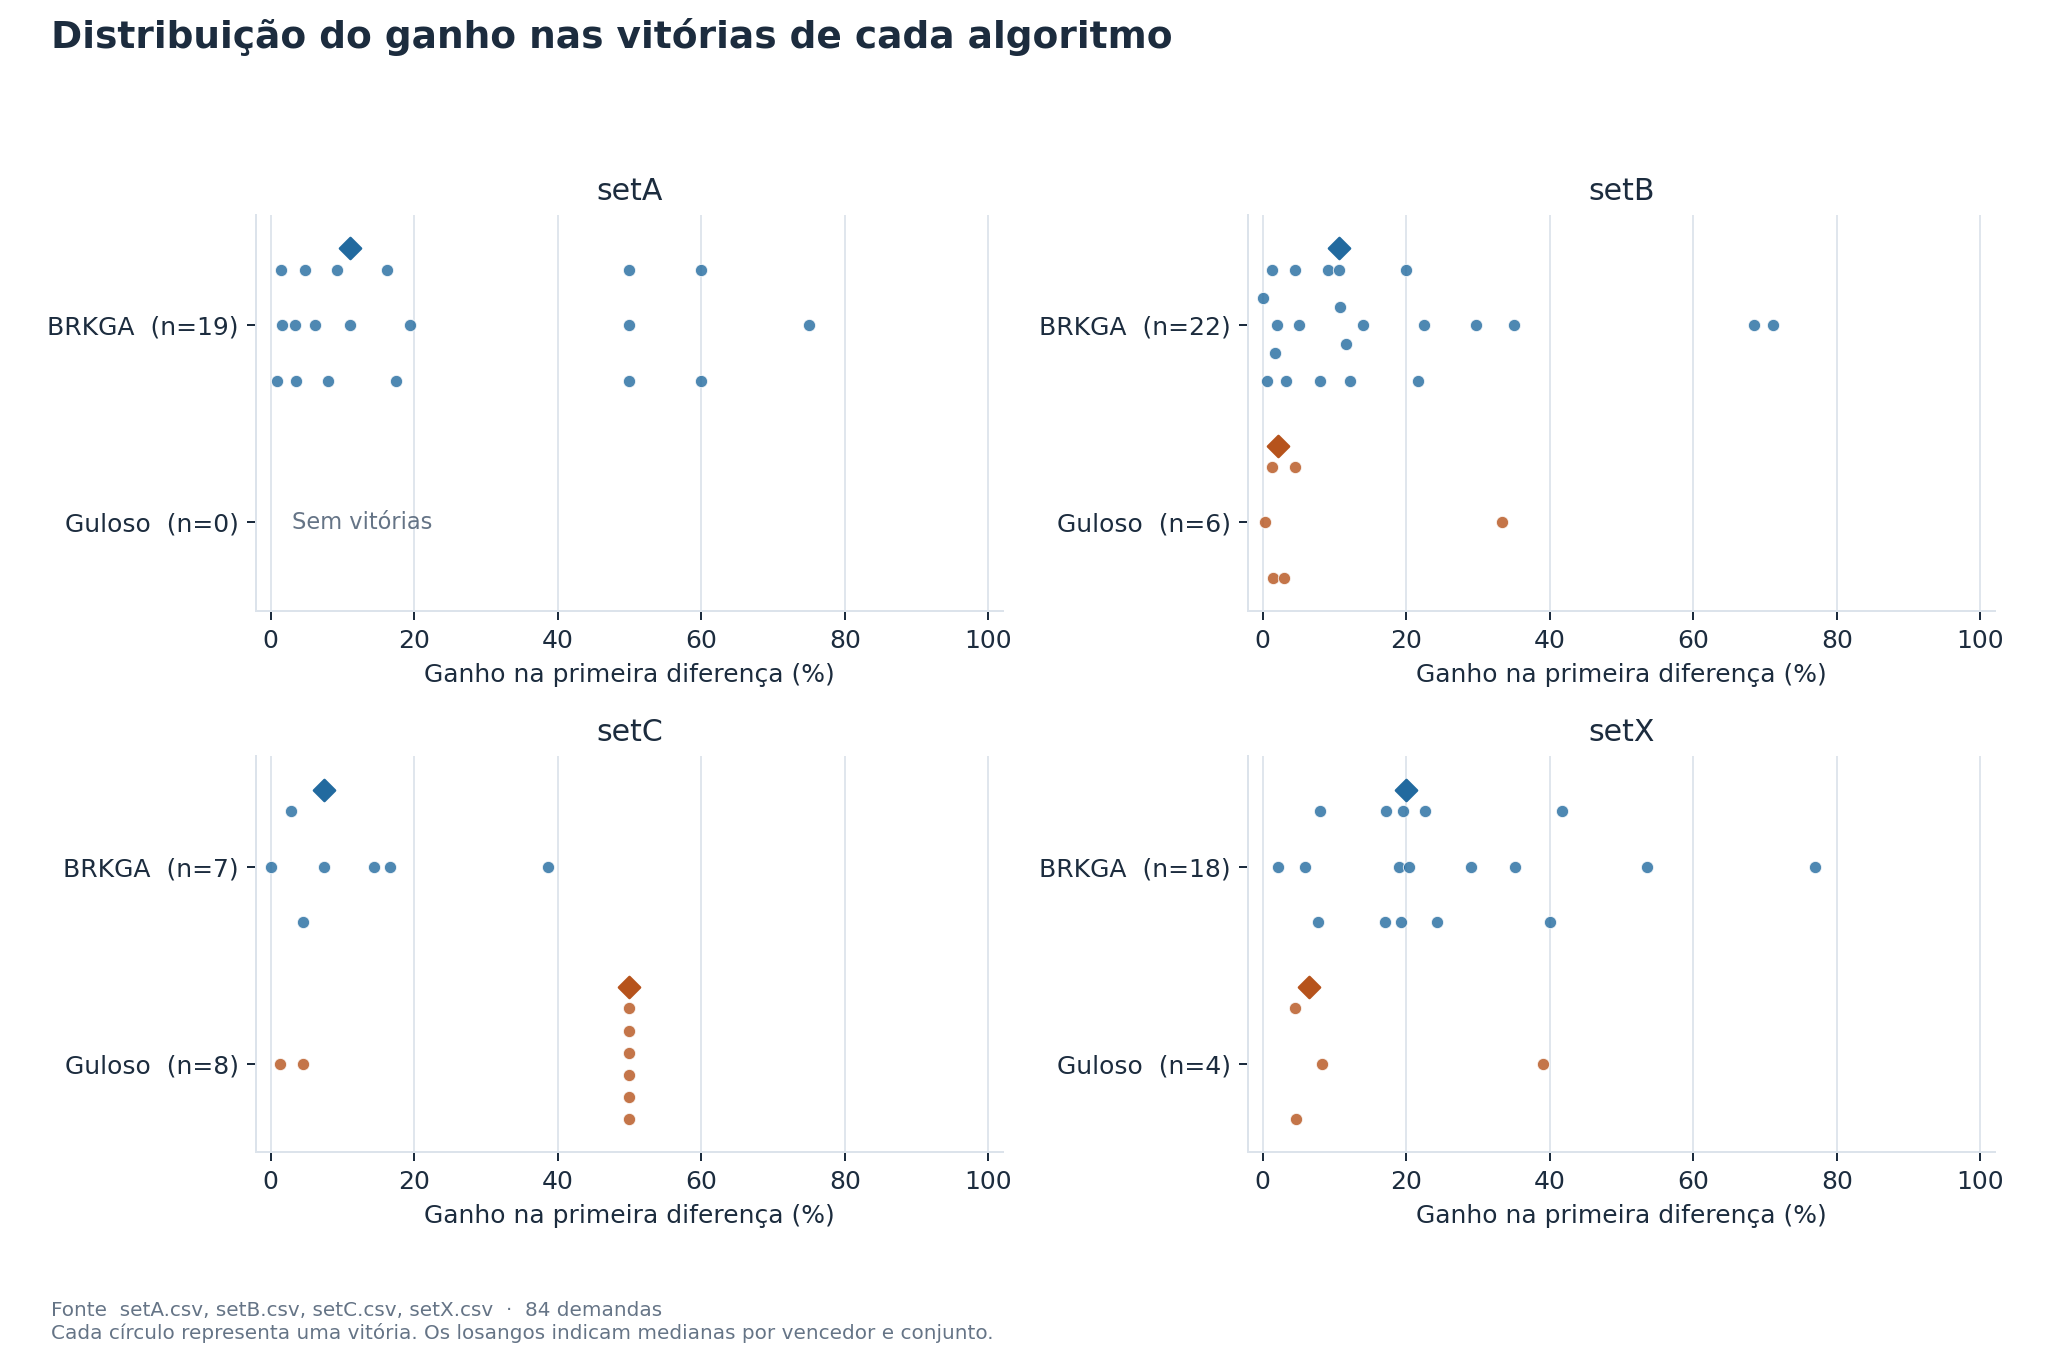 Distribuição do ganho nas vitórias de cada algoritmo
setA
BRKGA (n=19)
Guloso (n=0)
Sem vitórias
0 20 40 60 80 100
Ganho na primeira diferença (%)
setB
BRKGA (n=22)
Guloso (n=6)
0 20 40 60 80 100
Ganho na primeira diferença (%)
setC
BRKGA (n=7)
Guloso (n=8)
0 20 40 60 80 100
Ganho na primeira diferença (%)
setX
BRKGA (n=18)
Guloso (n=4)
0 20 40 60 80 100
Ganho na primeira diferença (%)
Fonte setA.csv, setB.csv, setC.csv, setX.csv · 84 demandas
Cada círculo representa uma vitória. Os losangos indicam medianas por vencedor e conjunto.